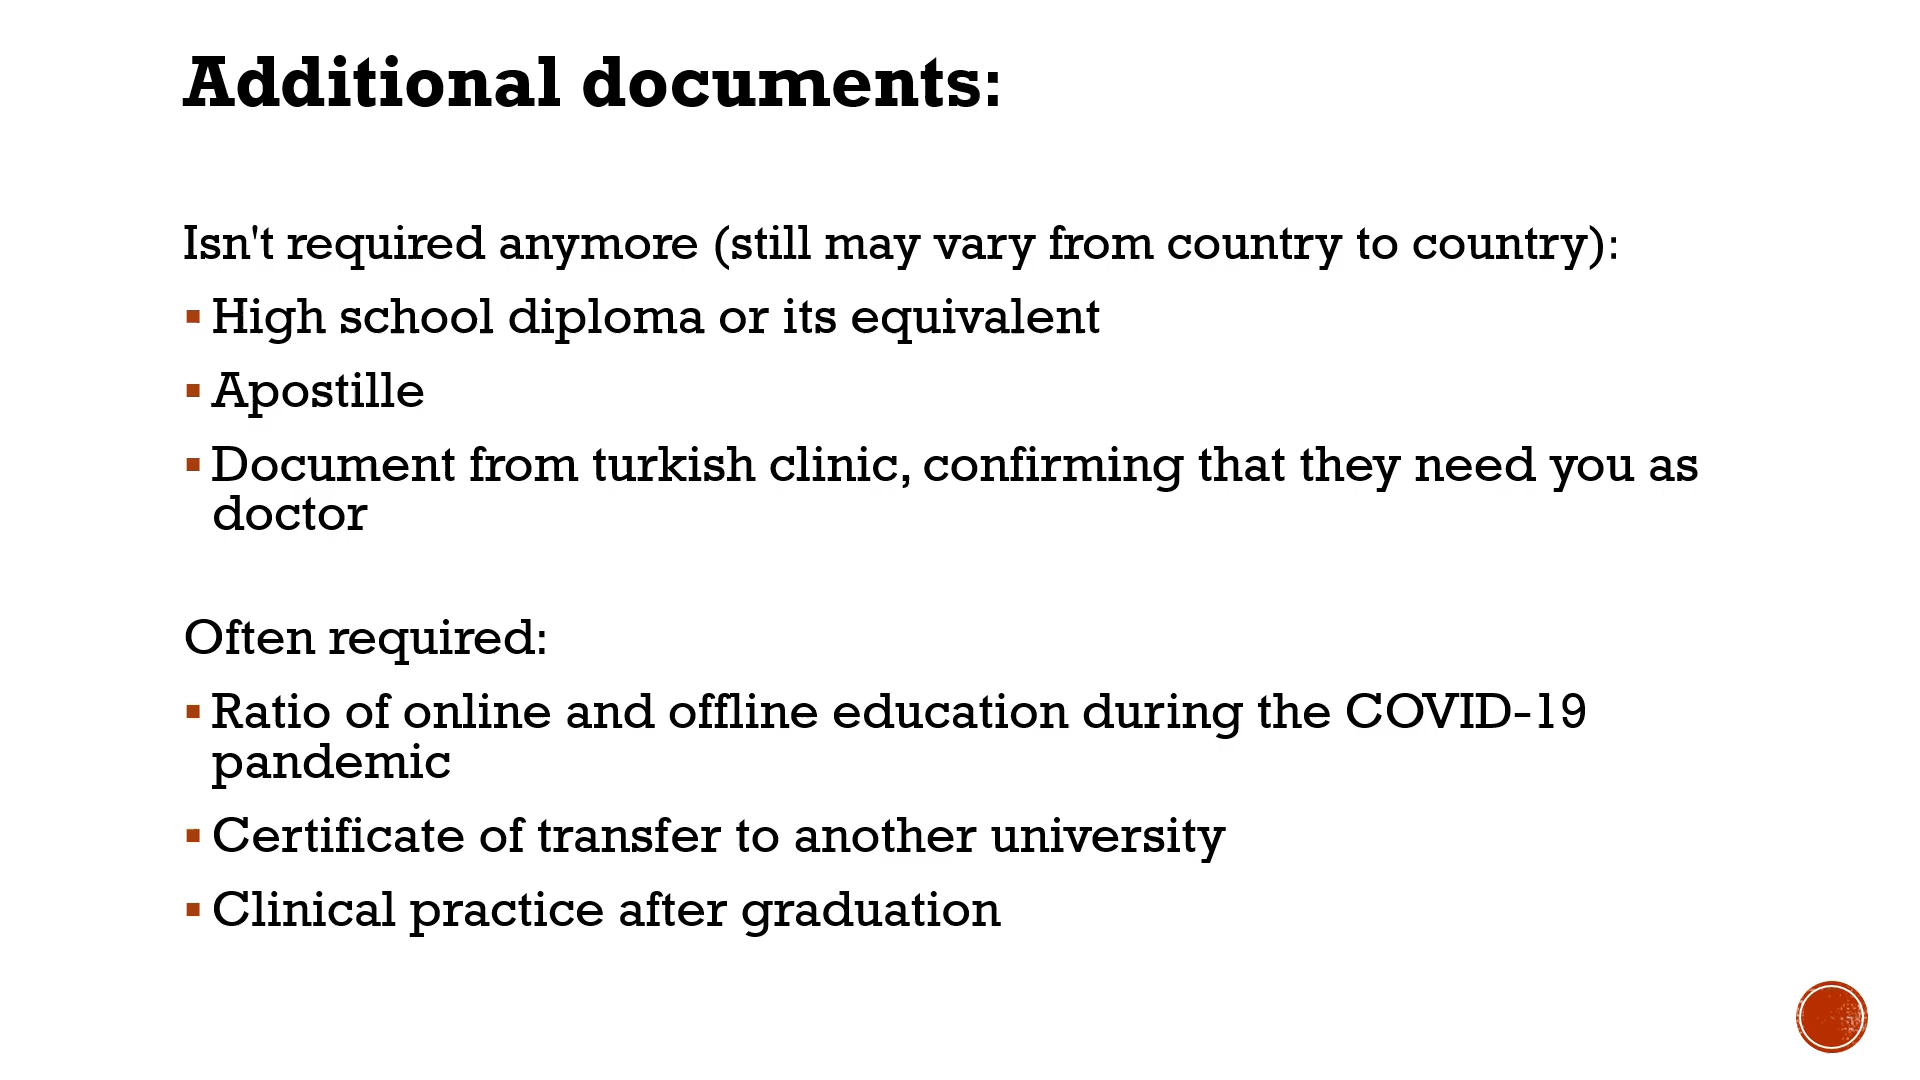 Additional documents:
Isn't required anymore (still may vary from country to country):
▪ High school diploma or its equivalent
▪ Apostille
▪ Document from turkish clinic, confirming that they need you as
doctor
Often required:
▪ Ratio of online and offline education during the COVID-19
pandemic
▪ Certificate of transfer to another university
▪ Clinical practice after graduation